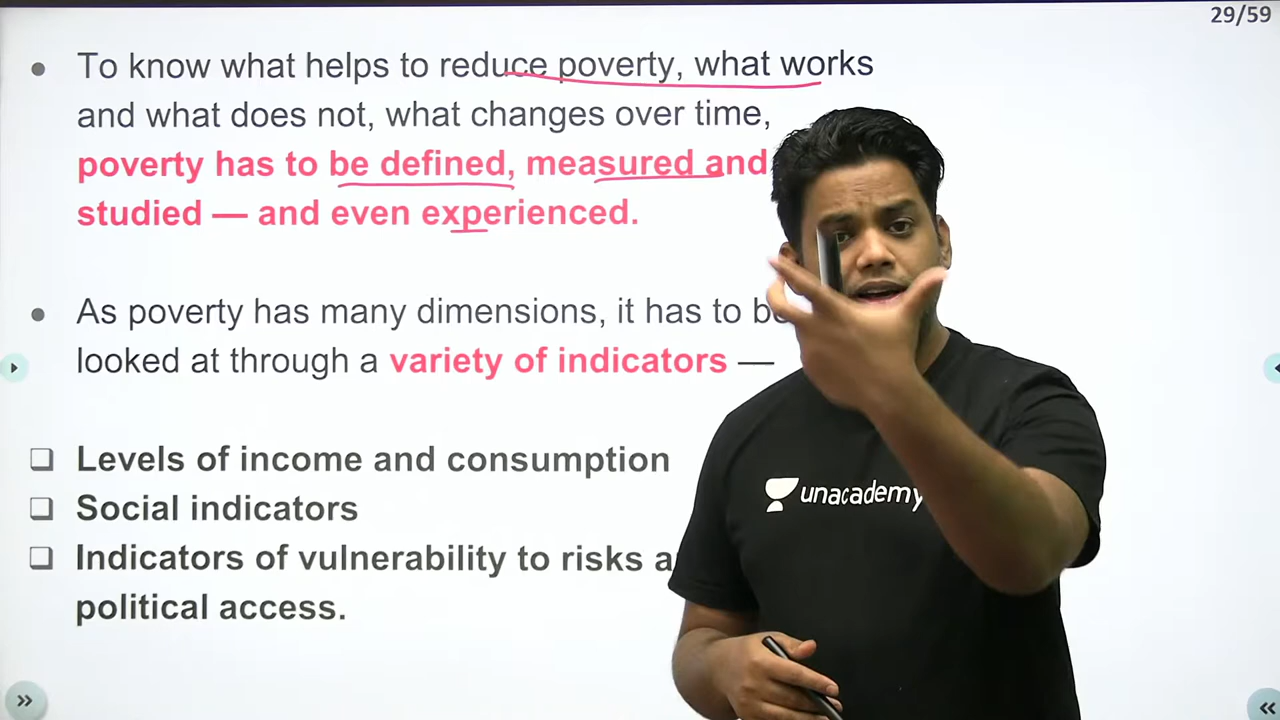 29/59
To know what helps to reduce poverty, what works
and what does not, what changes over time,
poverty has to be defined, measured and
studied — and even experienced.
As poverty has many dimensions, it has to be
looked at through a variety of indicators —
Levels of income and consumption
Social indicators
Indicators of vulnerability to risks
political access.
unacademy